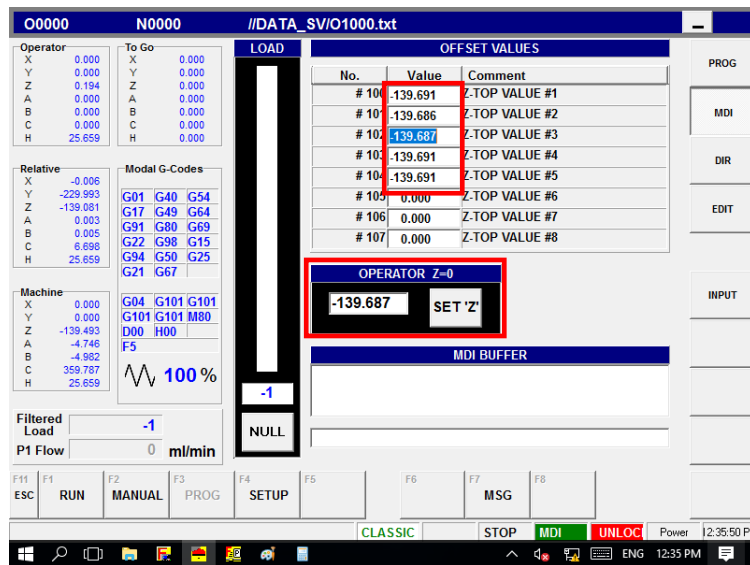 O0000 N0000 //DATA_SV/O1000.txt
Operator
X 0.000
Y 0.000
Z 0.194
A 0.000
B 0.000
C 0.000
H 25.659
To Go
X 0.000
Y 0.000
Z 0.000
A 0.000
B 0.000
C 0.000
H 0.000
Relative
X -0.006
Y -229.993
Z -139.081
A 0.003
B 0.005
C 6.698
H 25.659
Modal G-Codes
G01 G40 G54
G17 G49 G64
G91 G80 G69
G22 G98 G15
G94 G50 G25
G21 G67
Machine
X 0.000
Y 0.000
Z -139.493
A -4.746
B -4.982
C 359.787
H 25.659
G04 G101 G101
G101 G101 M80
D00 H00
F5
100 %
Filtered
Load -1
P1 Flow 0 ml/min
LOAD
-1
NULL
OFFSET VALUES
No. Value Comment
# 100 -139.691 Z-TOP VALUE #1
# 101 -139.686 Z-TOP VALUE #2
# 102 -139.687 Z-TOP VALUE #3
# 103 -139.691 Z-TOP VALUE #4
# 104 -139.691 Z-TOP VALUE #5
# 105 0.000 Z-TOP VALUE #6
# 106 0.000 Z-TOP VALUE #7
# 107 0.000 Z-TOP VALUE #8
OPERATOR Z=0
-139.687 SET 'Z'
MDI BUFFER
PROG
MDI
DIR
EDIT
INPUT
F11 F1 F2 F3 F4 F5 F6 F7 F8
ESC RUN MANUAL PROG SETUP MSG
CLASSIC STOP MDI UNLOC Power 12:35:50 P
ENG 12:35 PM